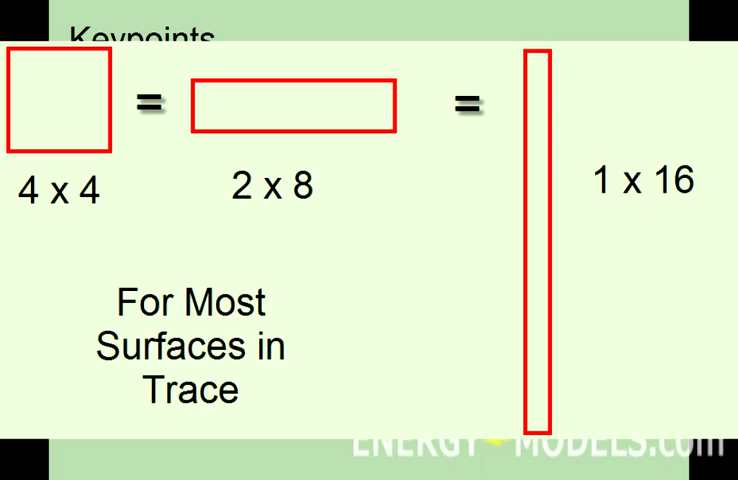 Keypoints
= =
4 x 4 2 x 8 1 x 16
For Most
Surfaces in
Trace
ENERGY-MODELS.com